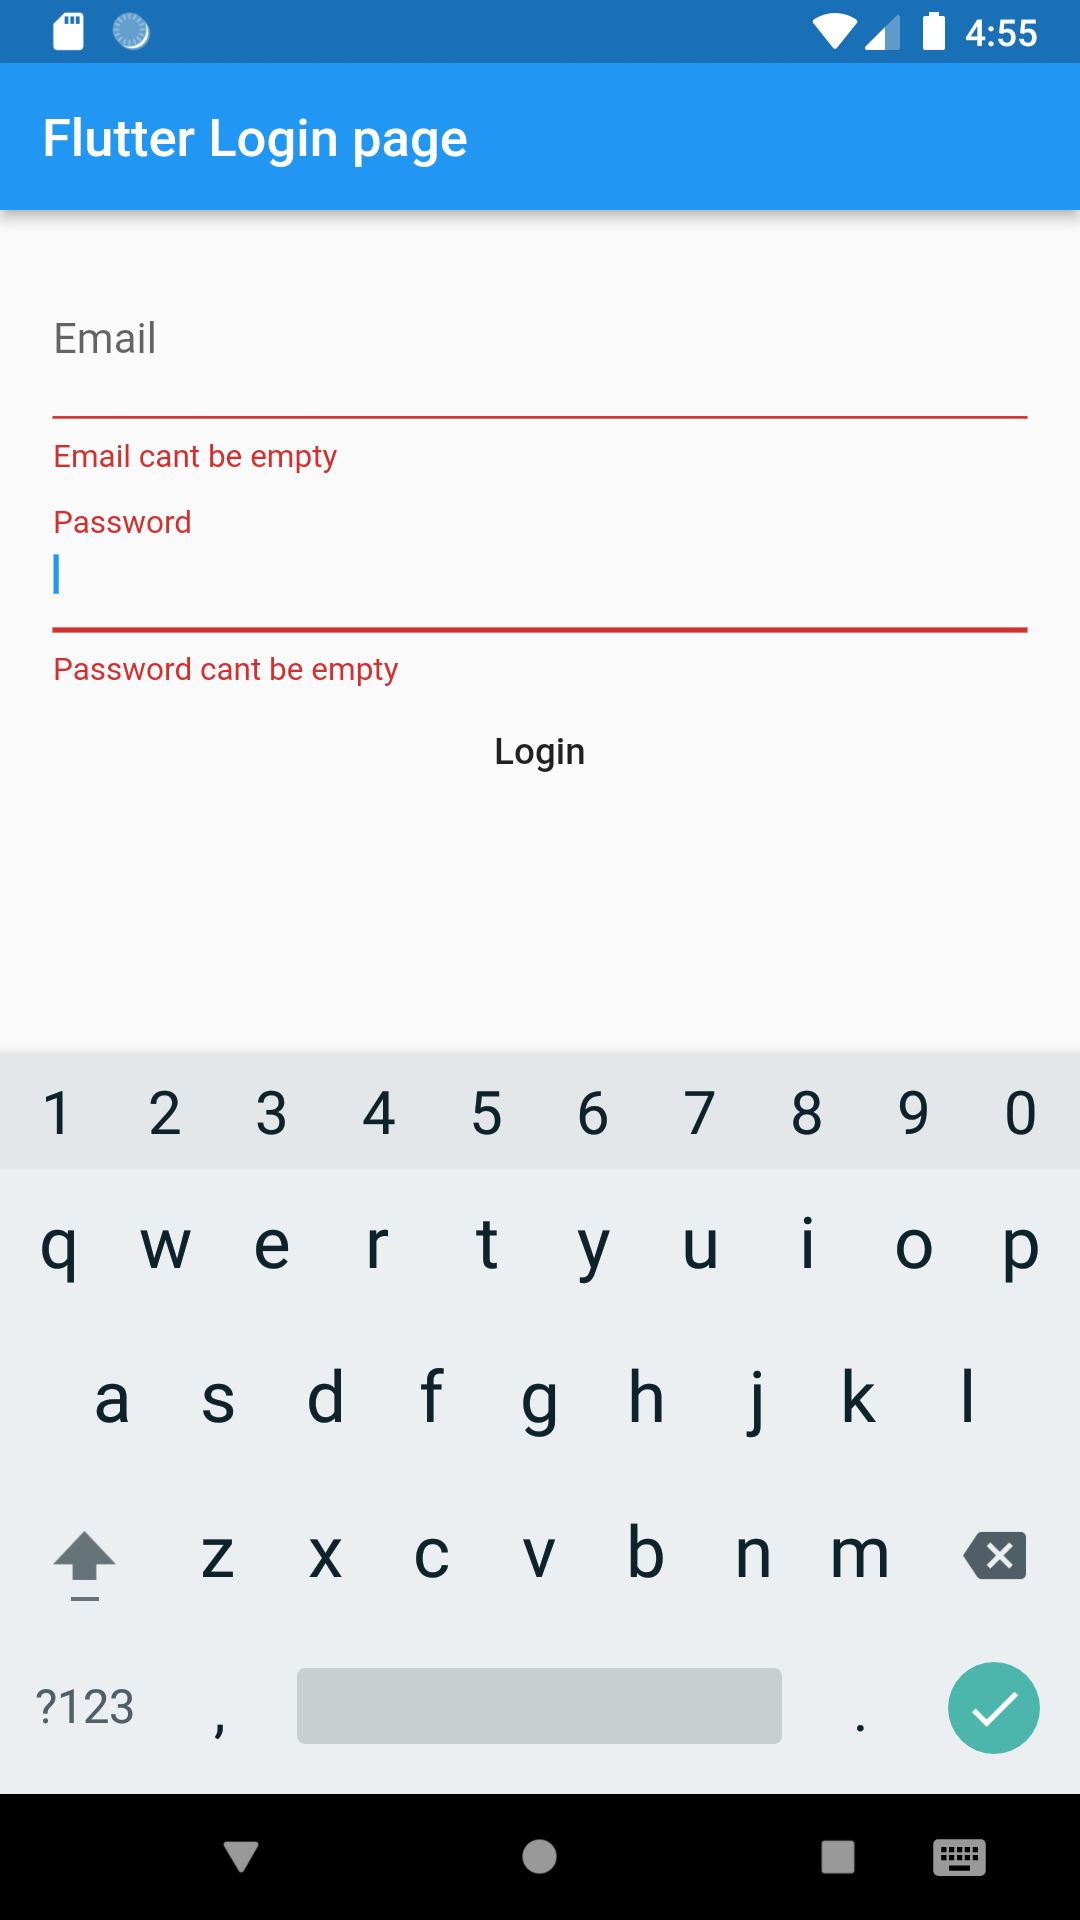 4:55
Flutter Login page
Email
Email cant be empty
Password
Password cant be empty
Login
1 2 3 4 5 6 7 8 9 0
q w e r t y u i o p
a s d f g h j k l
z x c v b n m
?123 , .